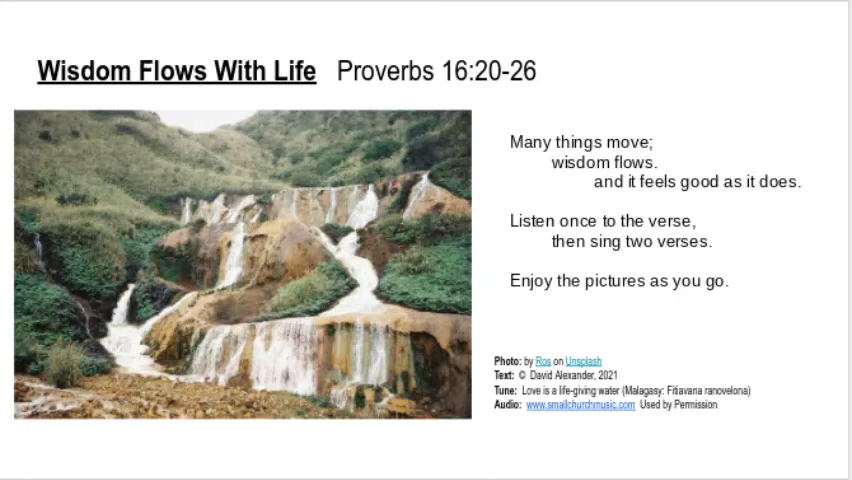 Wisdom Flows With Life Proverbs 16:20-26
Many things move;
wisdom flows.
and it feels good as it does.
Listen once to the verse,
then sing two verses.
Enjoy the pictures as you go.
Photo: by Ros on Unsplash
Text: © David Alexander, 2021
Tune: Love is a life-giving water (Malagasy: Fitiavana ranovelona)
Audio: www.smallchurchmusic.com Used by Permission